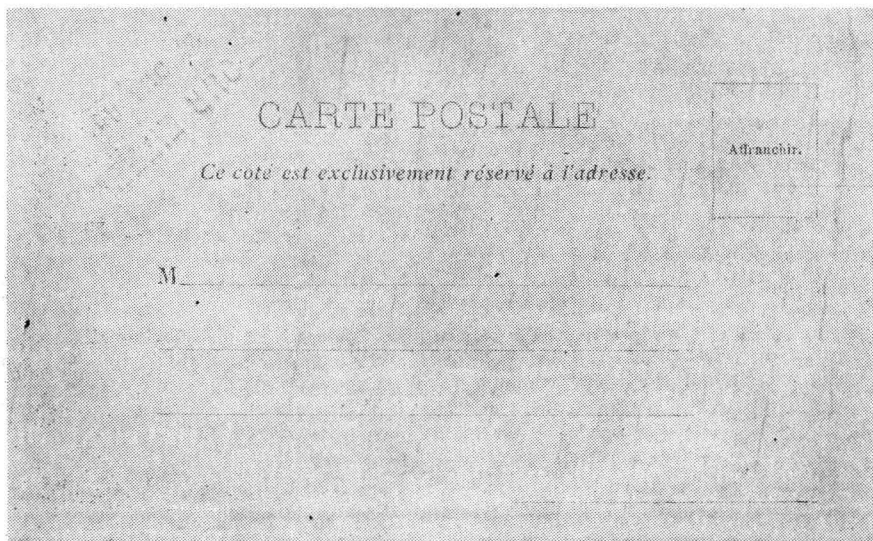 CARTE POSTALE
Affranchir.
Ce coté est exclusivement réservé à l'adresse.
M